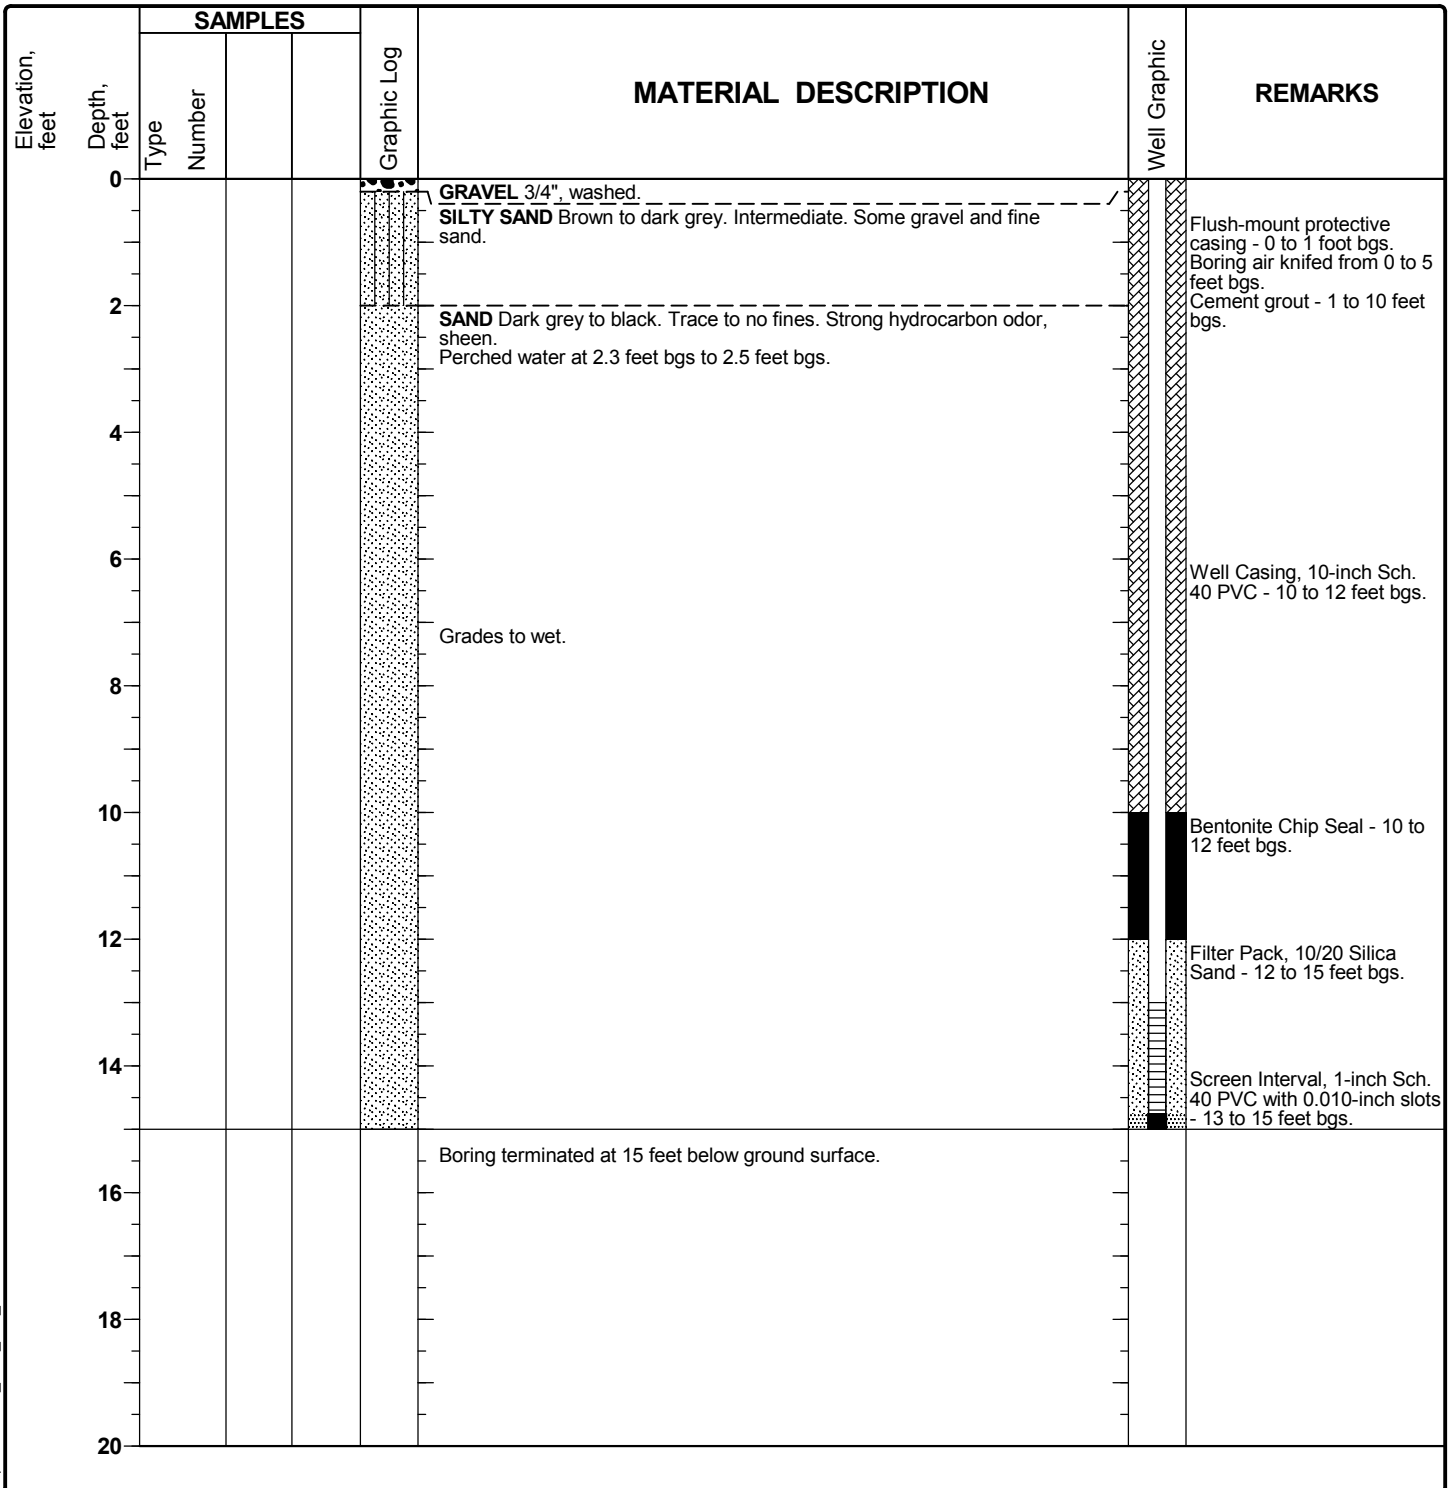 Elevation,
feet
Depth,
feet
SAMPLES
Type
Number
Graphic Log
MATERIAL DESCRIPTION
Well Graphic
REMARKS
0
2
4
6
8
10
12
14
16
18
20
GRAVEL 3/4", washed.
SILTY SAND Brown to dark grey. Intermediate. Some gravel and fine
sand.
SAND Dark grey to black. Trace to no fines. Strong hydrocarbon odor,
sheen.
Perched water at 2.3 feet bgs to 2.5 feet bgs.
Grades to wet.
Boring terminated at 15 feet below ground surface.
Flush-mount protective
casing - 0 to 1 foot bgs.
Boring air knifed from 0 to 5
feet bgs.
Cement grout - 1 to 10 feet
bgs.
Well Casing, 10-inch Sch.
40 PVC - 10 to 12 feet bgs.
Bentonite Chip Seal - 10 to
12 feet bgs.
Filter Pack, 10/20 Silica
Sand - 12 to 15 feet bgs.
Screen Interval, 1-inch Sch.
40 PVC with 0.010-inch slots
- 13 to 15 feet bgs.